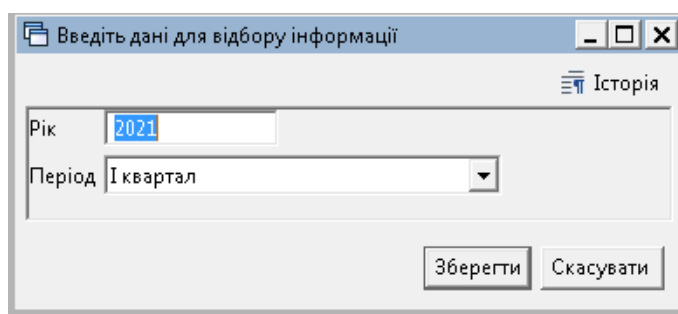 Введіть дані для відбору інформації
Історія
Рік 2021
Період І квартал
Зберегти Скасувати